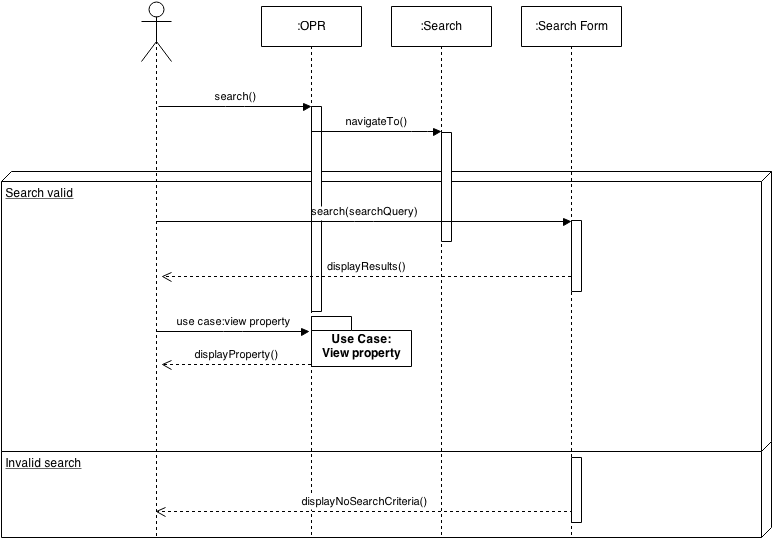 :OPR
:Search
:Search Form
search()
navigateTo()
Search valid
search(searchQuery)
displayResults()
use case:view property
Use Case:
View property
displayProperty()
Invalid search
displayNoSearchCriteria()